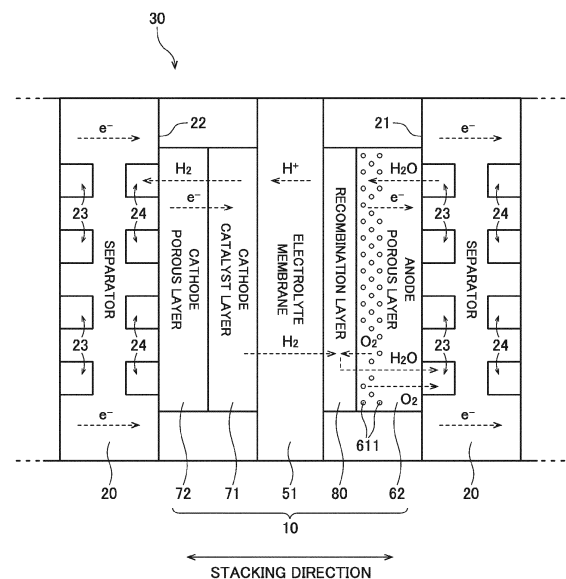 30
22
21
e⁻
e⁻
H₂
H⁺
H₂O
e⁻
e⁻
23
24
23
24
SEPARATOR
CATHODE POROUS LAYER
CATHODE CATALYST LAYER
ELECTROLYTE MEMBRANE
RECOMBINATION LAYER
ANODE POROUS LAYER
SEPARATOR
23
24
23
24
H₂
O₂
H₂O
O₂
e⁻
e⁻
611
20
72
71
51
80
62
20
10
STACKING DIRECTION